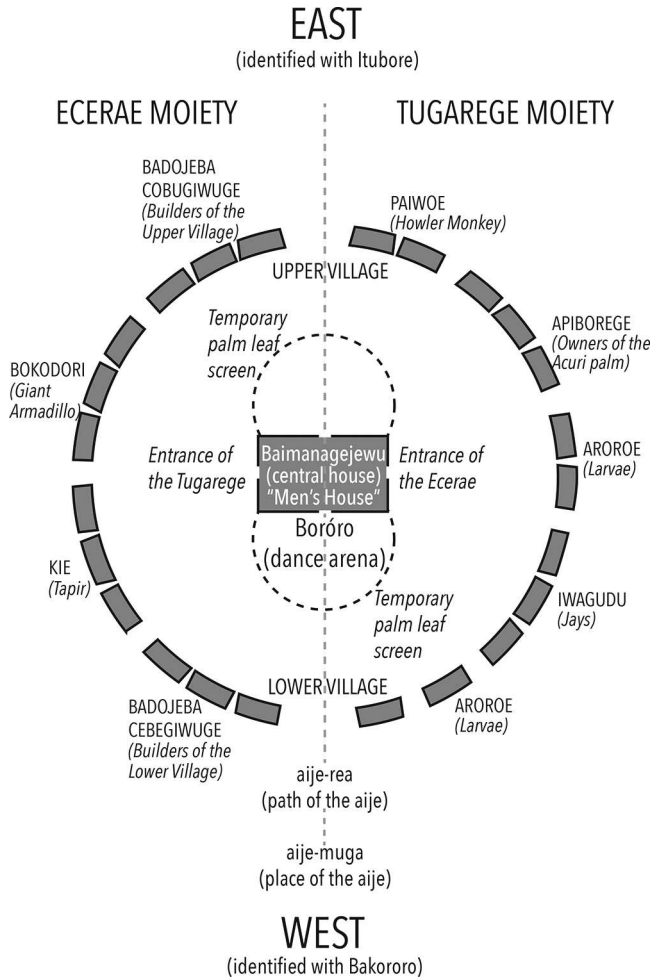 EAST
(identified with Itubore)
ECERAE MOIETY
TUGAREGE MOIETY
BADOJEBA
COBUGIWUGE
(Builders of the
Upper Village)
PAIWOE
(Howler Monkey)
UPPER VILLAGE
Temporary
palm leaf
screen
APIBOREGE
(Owners of the
Acuri palm)
BOKODORI
(Giant
Armadillo)
Entrance of
the Tugarege
Baimanagejewu
(central house)
"Men's House"
Entrance of
the Ecerae
AROROE
(Larvae)
Boróro
(dance arena)
KIE
(Tapir)
Temporary
palm leaf
screen
IWAGUDU
(Jays)
LOWER VILLAGE
BADOJEBA
CEBEGIWUGE
(Builders of the
Lower Village)
AROROE
(Larvae)
aije-rea
(path of the aije)
aije-muga
(place of the aije)
WEST
(identified with Bakororo)